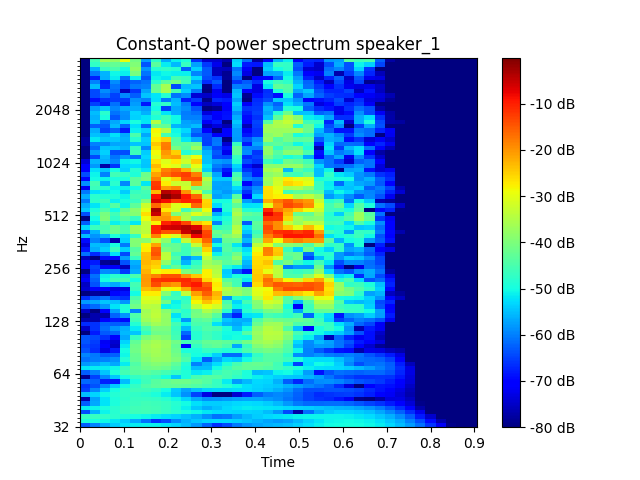 Constant-Q power spectrum speaker_1
Hz
2048
1024
512
256
128
64
32
0 0.1 0.2 0.3 0.4 0.5 0.6 0.7 0.8 0.9
Time
-10 dB
-20 dB
-30 dB
-40 dB
-50 dB
-60 dB
-70 dB
-80 dB